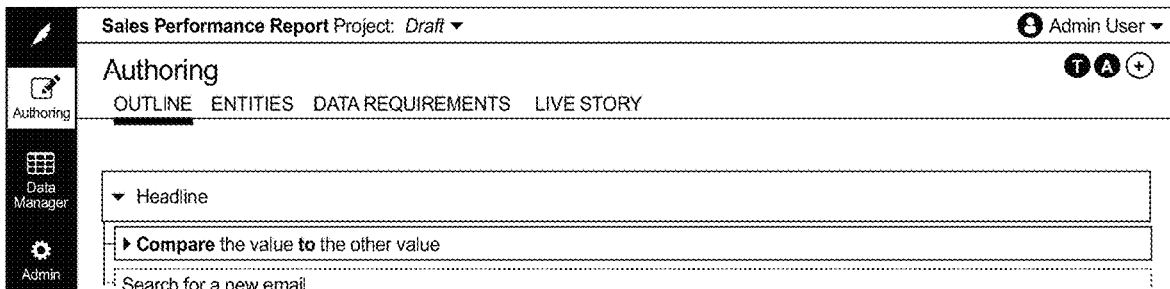 Sales Performance Report Project: Draft
Admin User
Authoring
T A +
OUTLINE ENTITIES DATA REQUIREMENTS LIVE STORY
Authoring
Data
Manager
Admin
Headline
Compare the value to the other value
Search for a new email